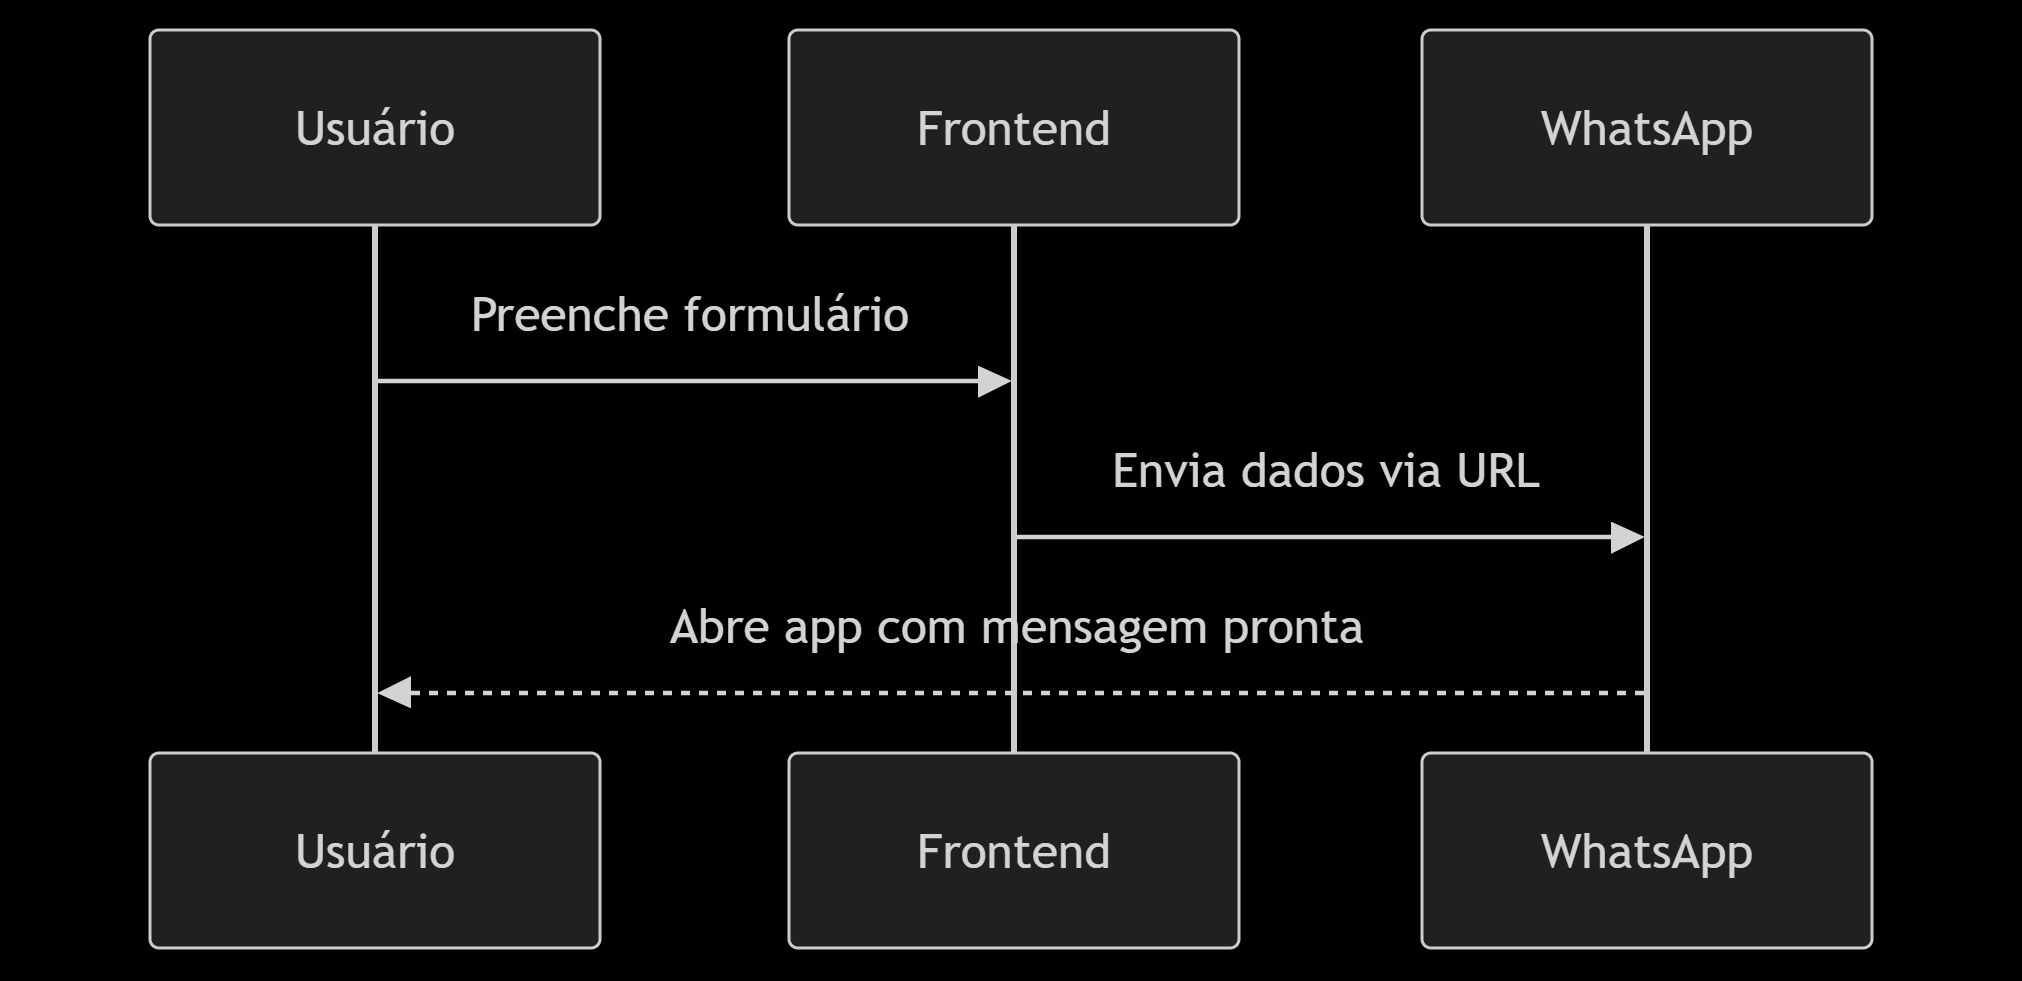 Usuário
Frontend
WhatsApp
Preenche formulário
Envia dados via URL
Abre app com mensagem pronta
Usuário
Frontend
WhatsApp